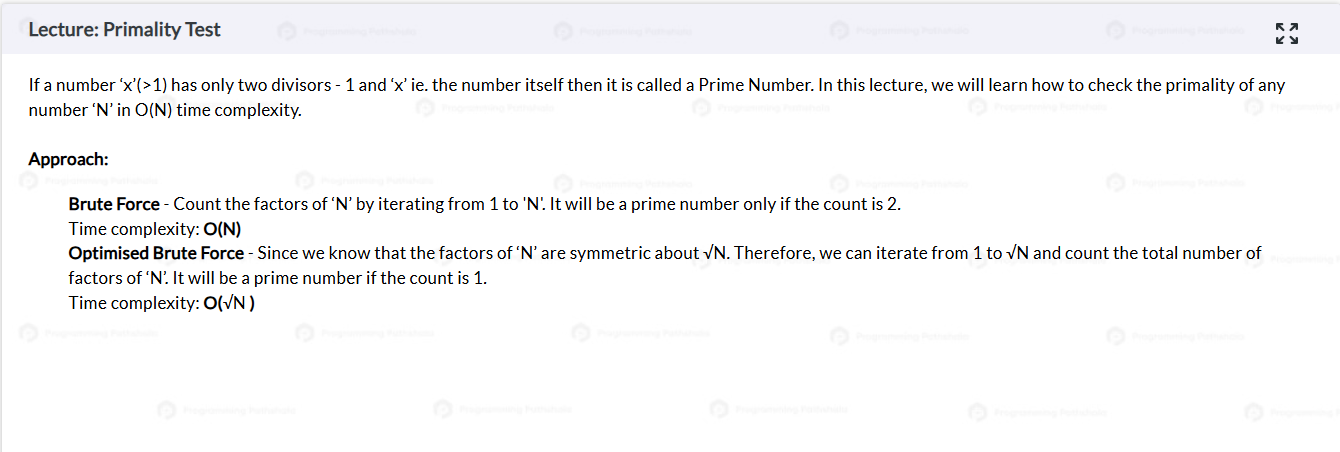 Lecture: Primality Test
If a number ‘x’(>1) has only two divisors - 1 and ‘x’ ie. the number itself then it is called a Prime Number. In this lecture, we will learn how to check the primality of any
number ‘N’ in O(N) time complexity.
Approach:
Brute Force - Count the factors of ‘N’ by iterating from 1 to 'N'. It will be a prime number only if the count is 2.
Time complexity: O(N)
Optimised Brute Force - Since we know that the factors of ‘N’ are symmetric about √N. Therefore, we can iterate from 1 to √N and count the total number of
factors of ‘N’. It will be a prime number if the count is 1.
Time complexity: O(√N )